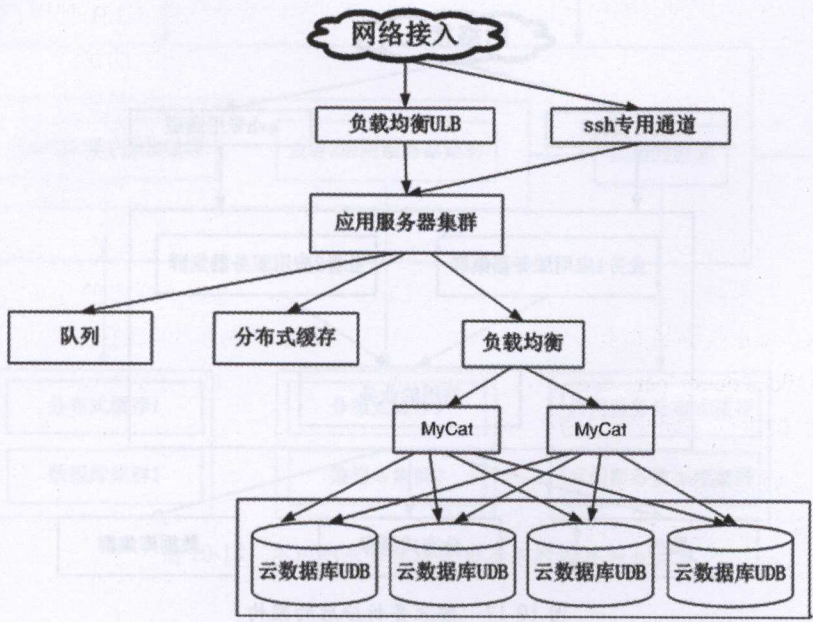 网络接入
负载均衡ULB
ssh专用通道
应用服务器集群
队列
分布式缓存
负载均衡
MyCat
MyCat
云数据库UDB
云数据库UDB
云数据库UDB
云数据库UDB